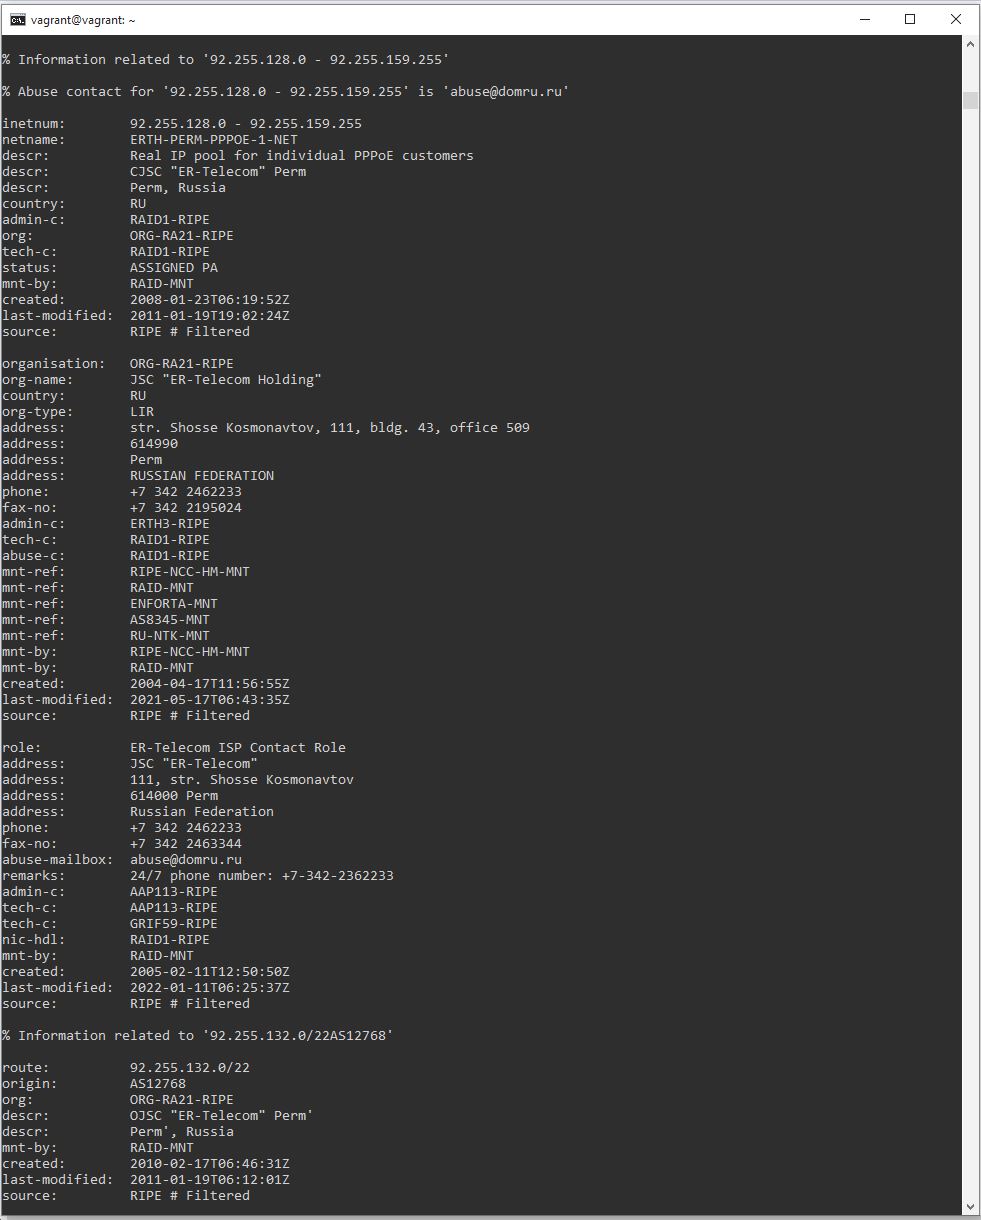 vagrant@vagrant: ~
% Information related to '92.255.128.0 - 92.255.159.255'
% Abuse contact for '92.255.128.0 - 92.255.159.255' is 'abuse@domru.ru'
inetnum:        92.255.128.0 - 92.255.159.255
netname:        ERTH-PERM-PPPOE-1-NET
descr:          Real IP pool for individual PPPoE customers
descr:          CJSC "ER-Telecom" Perm
descr:          Perm, Russia
country:        RU
admin-c:        RAID1-RIPE
org:            ORG-RA21-RIPE
tech-c:         RAID1-RIPE
status:         ASSIGNED PA
mnt-by:         RAID-MNT
created:        2008-01-23T06:19:52Z
last-modified:  2011-01-19T19:02:24Z
source:         RIPE # Filtered
organisation:   ORG-RA21-RIPE
org-name:       JSC "ER-Telecom Holding"
country:        RU
org-type:       LIR
address:        str. Shosse Kosmonavtov, 111, bldg. 43, office 509
address:        614990
address:        Perm
address:        RUSSIAN FEDERATION
phone:          +7 342 2462233
fax-no:         +7 342 2195024
admin-c:        ERTH3-RIPE
tech-c:         RAID1-RIPE
abuse-c:        RAID1-RIPE
mnt-ref:        RIPE-NCC-HM-MNT
mnt-ref:        RAID-MNT
mnt-ref:        ENFORTA-MNT
mnt-ref:        AS8345-MNT
mnt-ref:        RU-NTK-MNT
mnt-by:         RIPE-NCC-HM-MNT
mnt-by:         RAID-MNT
created:        2004-04-17T11:56:55Z
last-modified:  2021-05-17T06:43:35Z
source:         RIPE # Filtered
role:           ER-Telecom ISP Contact Role
address:        JSC "ER-Telecom"
address:        111, str. Shosse Kosmonavtov
address:        614000 Perm
address:        Russian Federation
phone:          +7 342 2462233
fax-no:         +7 342 2463344
abuse-mailbox:  abuse@domru.ru
remarks:        24/7 phone number: +7-342-2362233
admin-c:        AAP113-RIPE
tech-c:         AAP113-RIPE
tech-c:         GRIF59-RIPE
nic-hdl:        RAID1-RIPE
mnt-by:         RAID-MNT
created:        2005-02-11T12:50:50Z
last-modified:  2022-01-11T06:25:37Z
source:         RIPE # Filtered
% Information related to '92.255.132.0/22AS12768'
route:          92.255.132.0/22
origin:         AS12768
org:            ORG-RA21-RIPE
descr:          OJSC "ER-Telecom" Perm'
descr:          Perm', Russia
mnt-by:         RAID-MNT
created:        2010-02-17T06:46:31Z
last-modified:  2011-01-19T06:12:01Z
source:         RIPE # Filtered